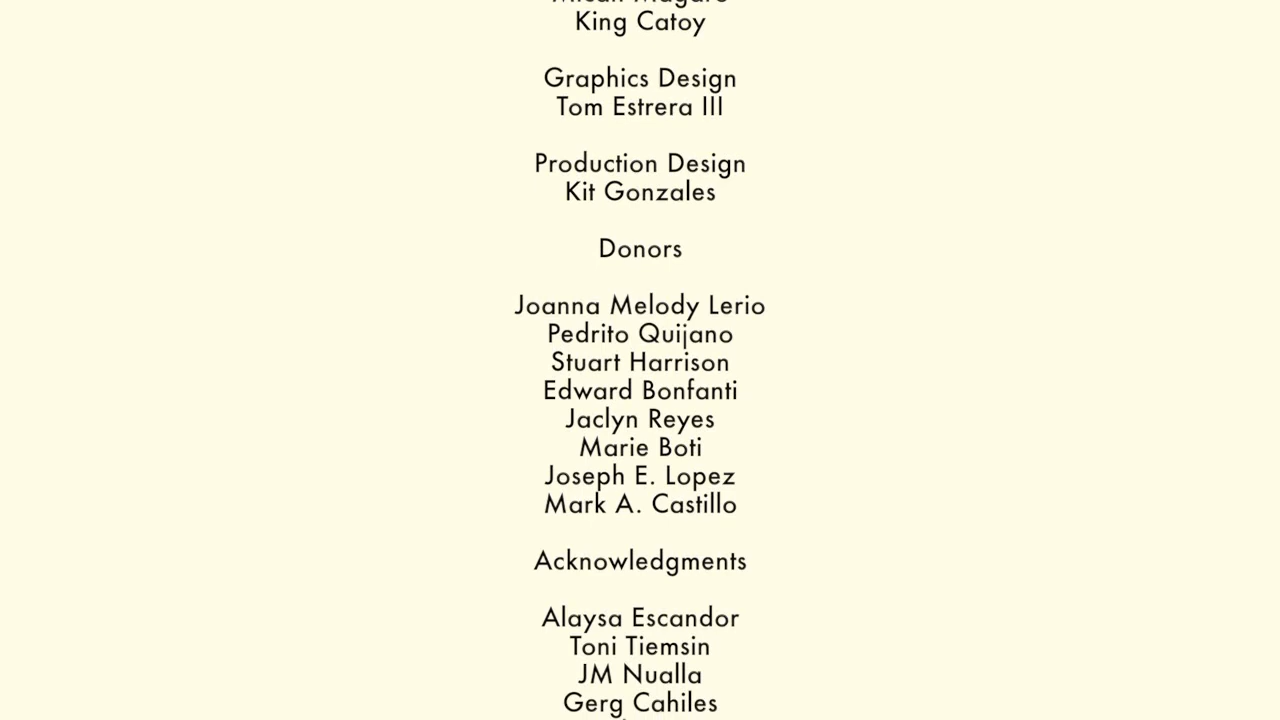 King Catoy
Graphics Design
Tom Estrera III
Production Design
Kit Gonzales
Donors
Joanna Melody Lerio
Pedrito Quijano
Stuart Harrison
Edward Bonfanti
Jaclyn Reyes
Marie Boti
Joseph E. Lopez
Mark A. Castillo
Acknowledgments
Alaysa Escandor
Toni Tiemsin
JM Nualla
Gerg Cahiles